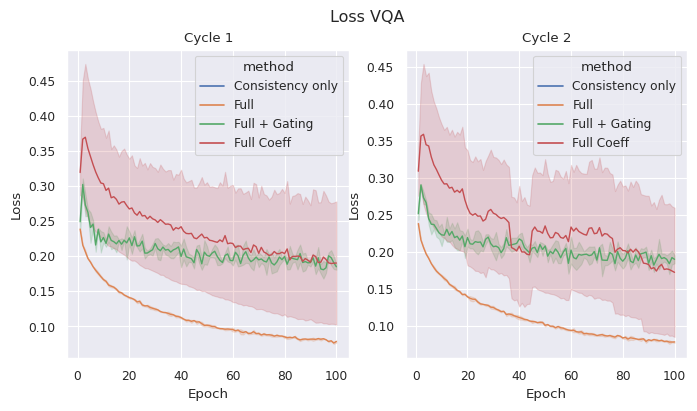 Loss VQA
Cycle 1
Loss
0.45
0.40
0.35
0.30
0.25
0.20
0.15
0.10
0
20
40
60
80
100
Epoch
method
Consistency only
Full
Full + Gating
Full Coeff
Cycle 2
Loss
0.45
0.40
0.35
0.30
0.25
0.20
0.15
0.10
0
20
40
60
80
100
Epoch
method
Consistency only
Full
Full + Gating
Full Coeff